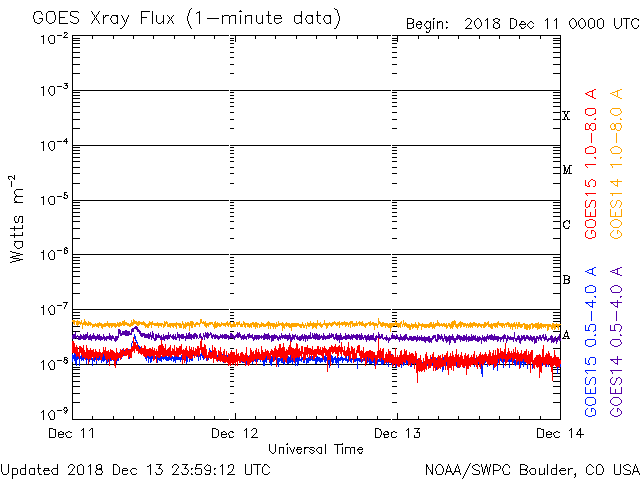 GOES Xray Flux (1-minute data)
Begin: 2018 Dec 11 0000 UTC
10⁻²
10⁻³
10⁻⁴
10⁻⁵
10⁻⁶
10⁻⁷
10⁻⁸
10⁻⁹
Watts m⁻²
X
M
C
B
A
GOES15 1.0-8.0 A
GOES14 1.0-8.0 A
GOES15 0.5-4.0 A
GOES14 0.5-4.0 A
Dec 11
Dec 12
Dec 13
Dec 14
Universal Time
Updated 2018 Dec 13 23:59:12 UTC
NOAA/SWPC Boulder, CO USA